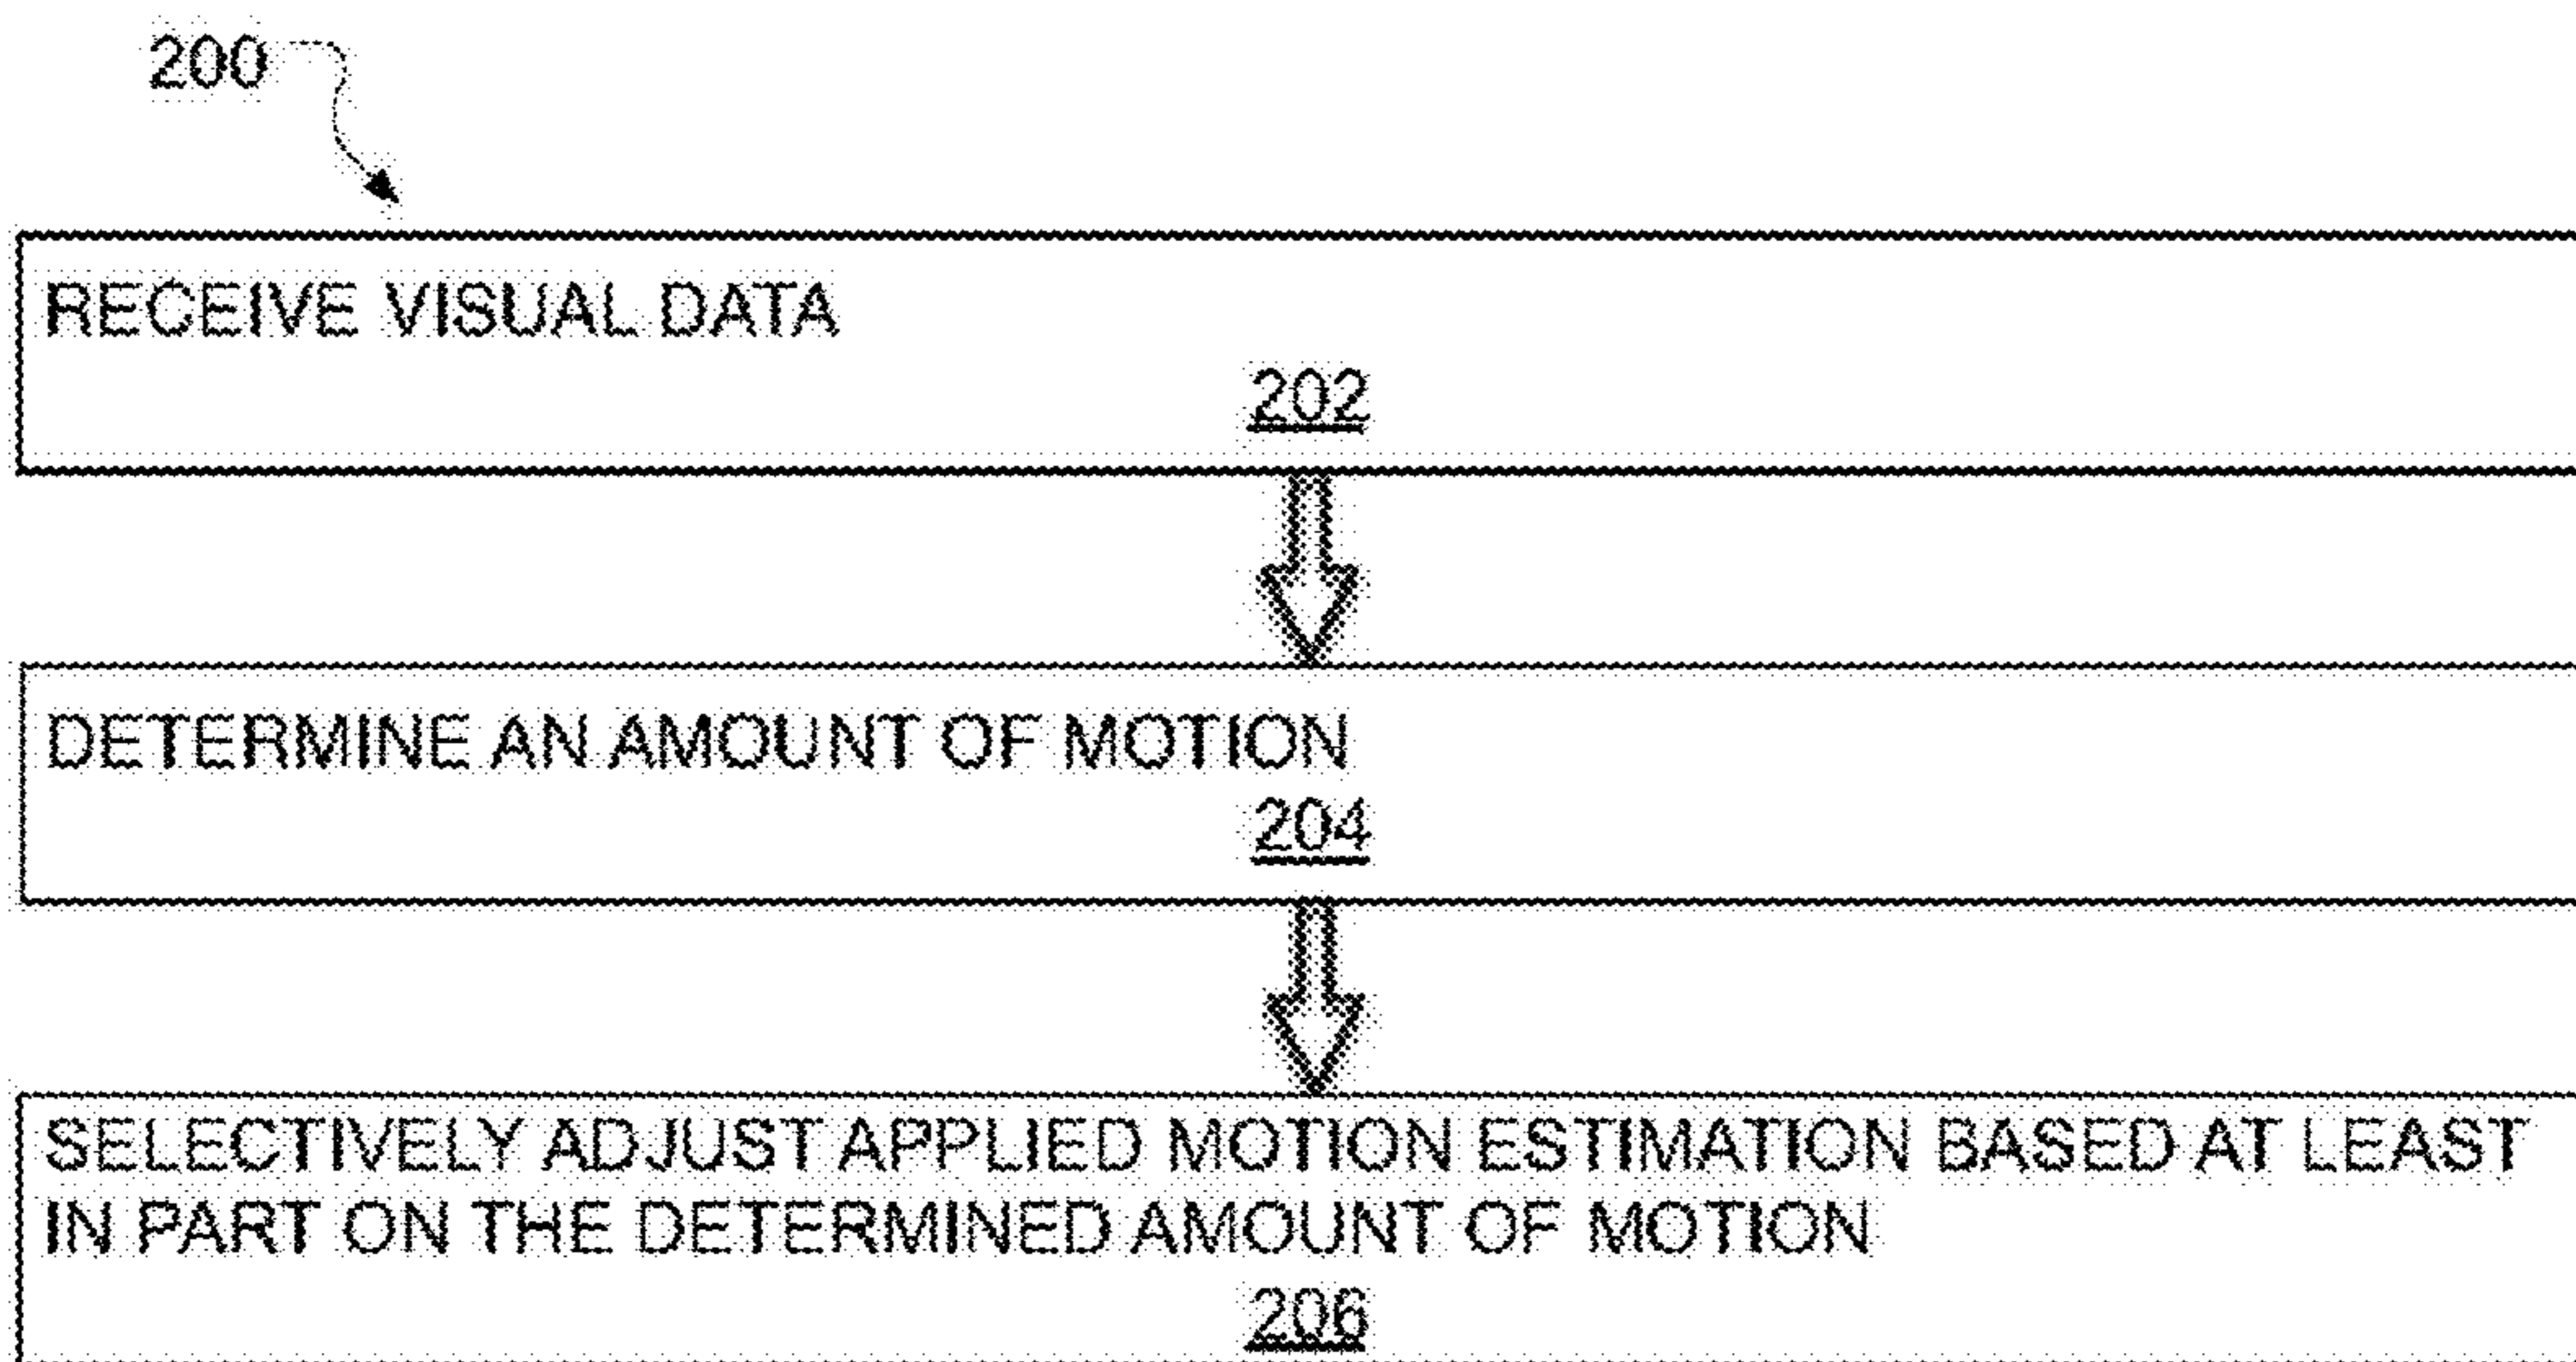 200
RECEIVE VISUAL DATA
202
DETERMINE AN AMOUNT OF MOTION
204
SELECTIVELY ADJUST APPLIED MOTION ESTIMATION BASED AT LEAST
IN PART ON THE DETERMINED AMOUNT OF MOTION
206